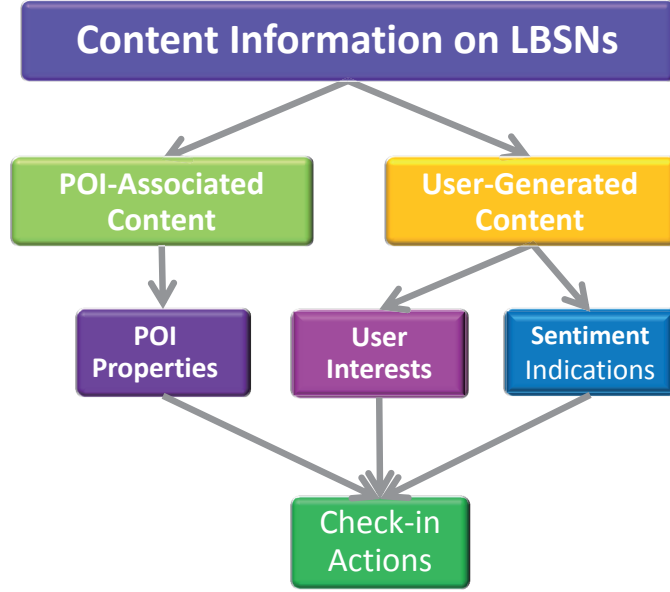 Content Information on LBSNs
POI-Associated
Content
User-Generated
Content
POI
Properties
User
Interests
Sentiment
Indications
Check-in
Actions